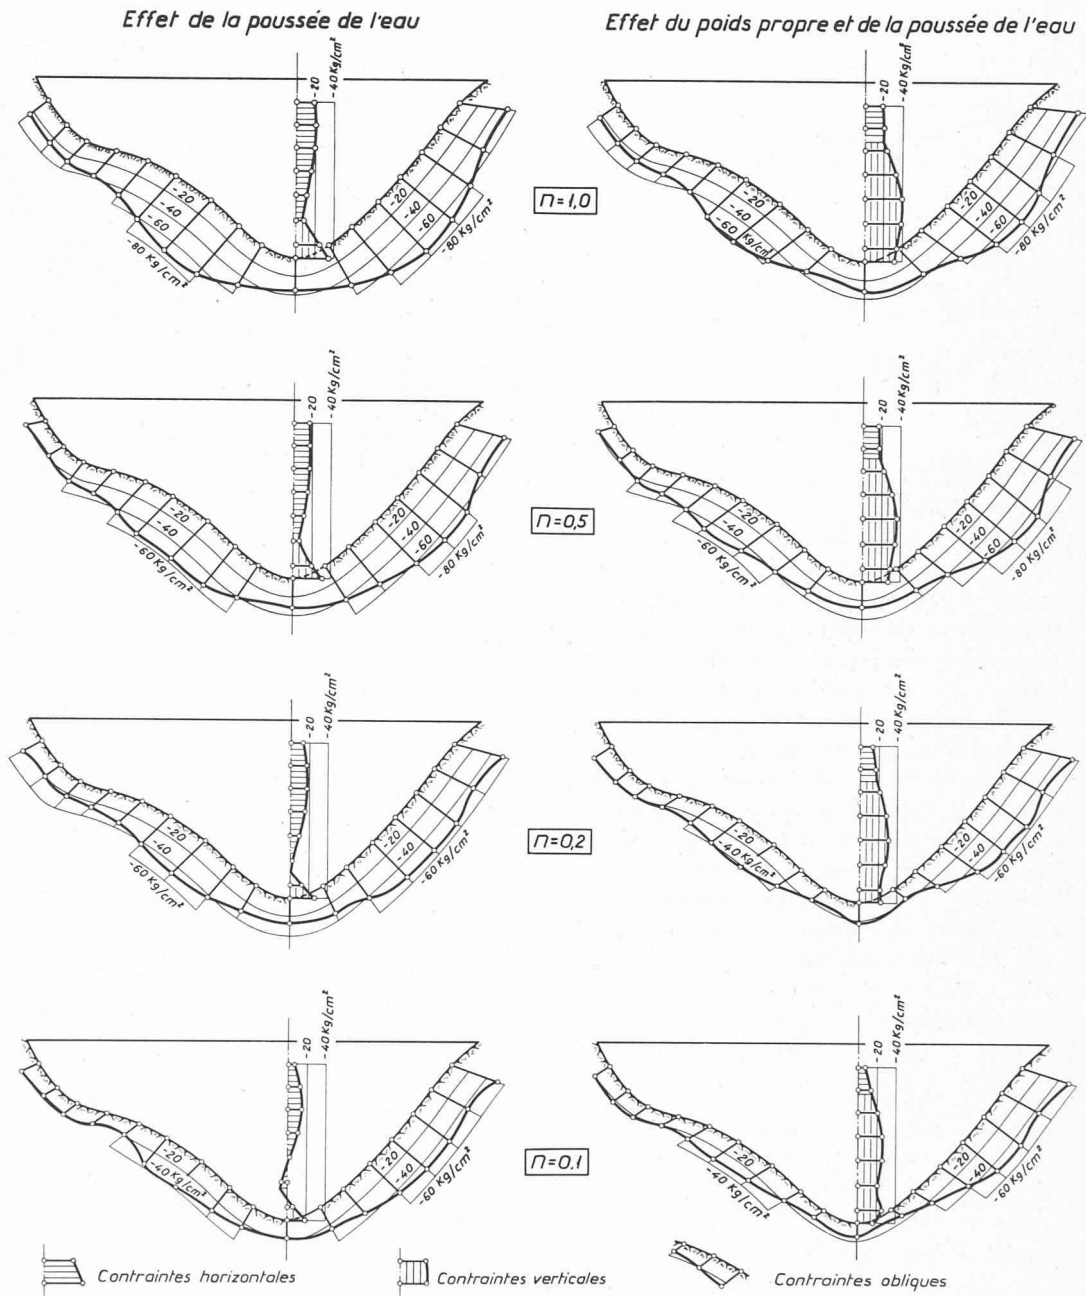 Effet de la poussée de l'eau
Effet du poids propre et de la poussée de l'eau
-20
-40 Kg/cm²
-20
-40
-60
-80 Kg/cm²
-20
-40
-60
-80 Kg/cm²
n=1,0
-20
-40 Kg/cm²
-20
-40
-60 Kg/cm²
-20
-40
-60
-80 Kg/cm²
-20
-40 Kg/cm²
-20
-40
-60 Kg/cm²
-20
-40
-60
-80 Kg/cm²
n=0,5
-20
-40 Kg/cm²
-20
-40
-60 Kg/cm²
-20
-40
-60
-80 Kg/cm²
-20
-40 Kg/cm²
-20
-40
-60 Kg/cm²
-20
-40
-60 Kg/cm²
n=0,2
-20
-40 Kg/cm²
-20
-40 Kg/cm²
-20
-40
-60 Kg/cm²
-20
-40 Kg/cm²
-20
-40 Kg/cm²
-20
-40
-60 Kg/cm²
n=0,1
-20
-40 Kg/cm²
-20
-40 Kg/cm²
-20
-40
-60 Kg/cm²
Contraintes horizontales
Contraintes verticales
Contraintes obliques